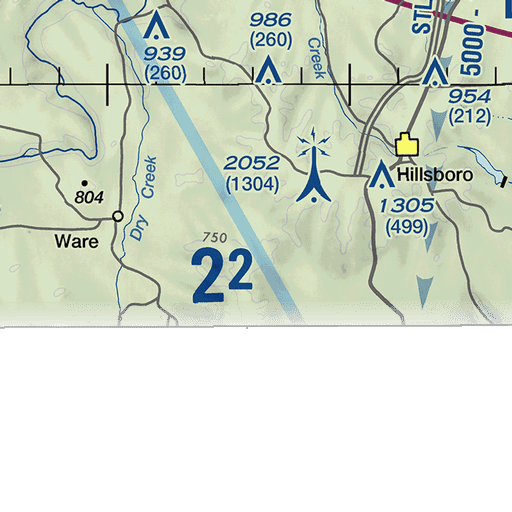 986
(260)
939
(260)
Creek
STL
5000 -
954
(212)
2052
(1304)
Hillsboro
804
Creek
Dry
1305
(499)
Ware
750
22